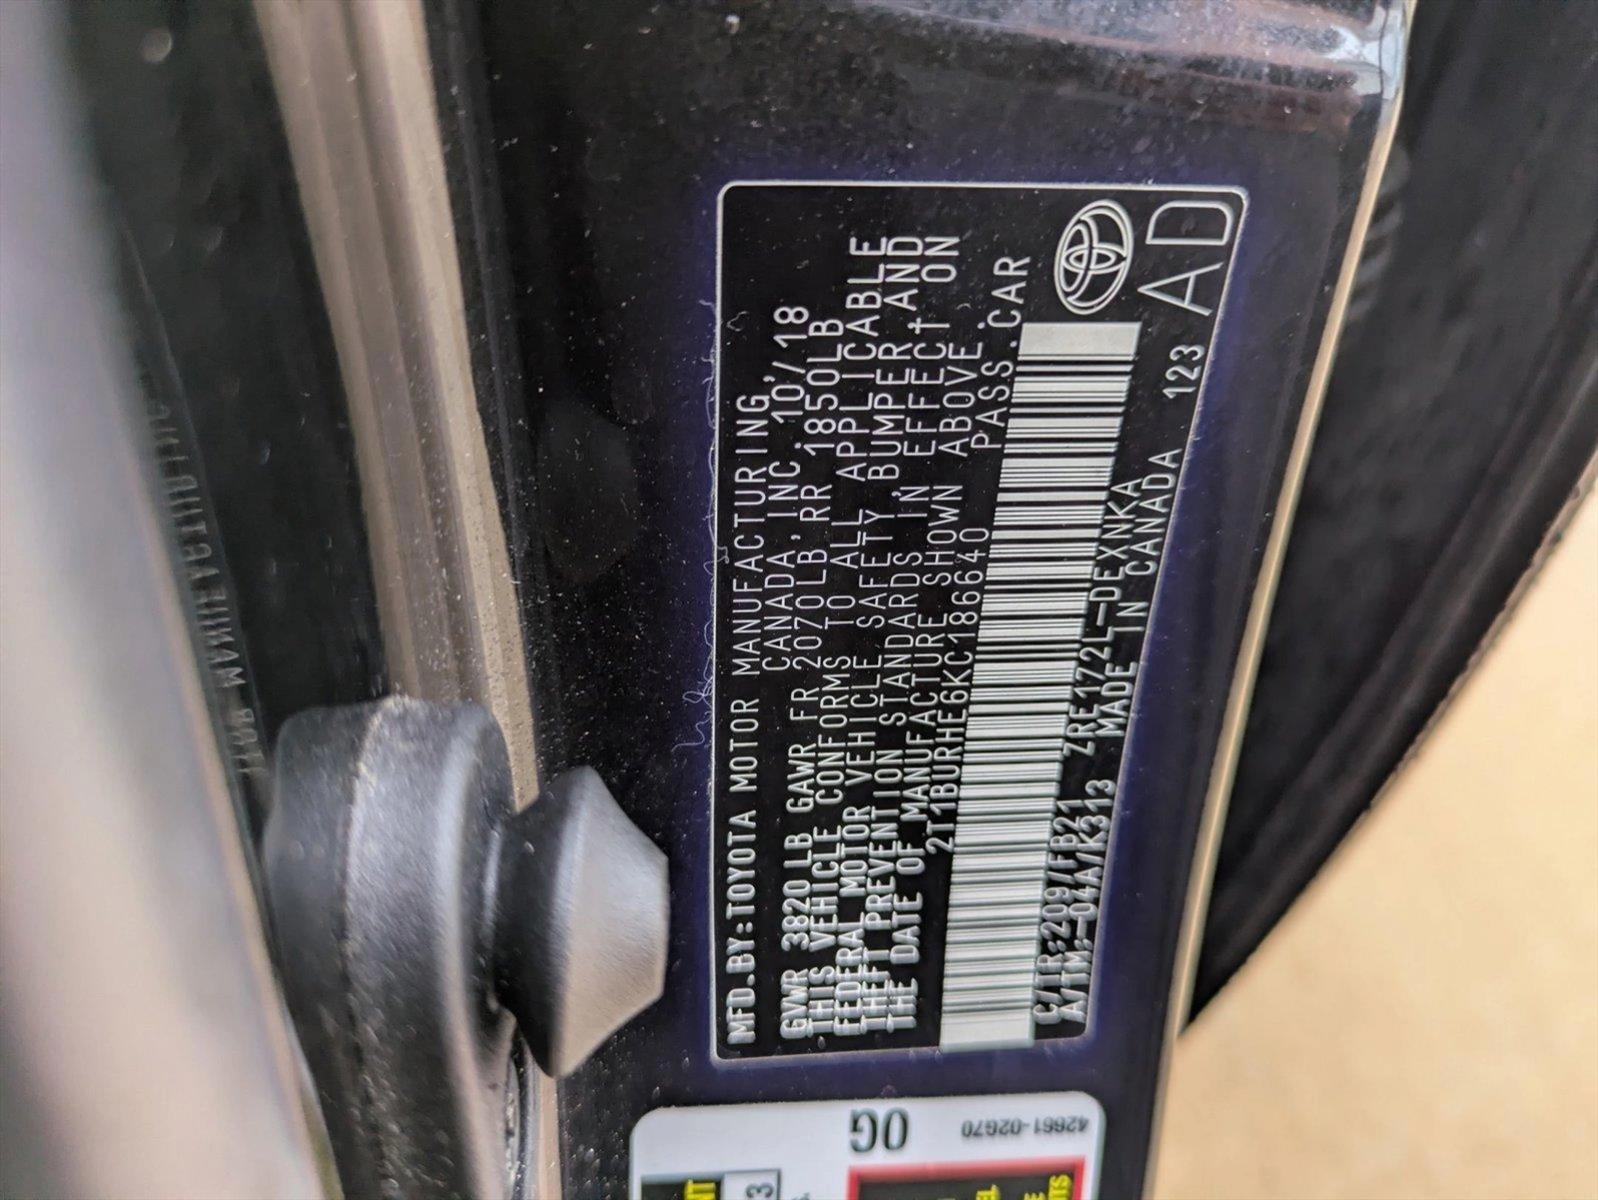 MFD.BY:TOYOTA MOTOR MANUFACTURING,
CANADA, INC. 10/18
GVWR 3820LB GAWR FR 2070LB, RR 1850LB
THIS VEHICLE CONFORMS TO ALL APPLICABLE
FEDERAL MOTOR VEHICLE SAFETY, BUMPER, AND
THEFT PREVENTION STANDARDS IN EFFECT ON
THE DATE OF MANUFACTURE SHOWN ABOVE.
2T1BURHE6KC186640 PASS.CAR
C/TR:209/FB21
A/TM:-04A/K313 ZRE172L-DEXNKA
MADE IN CANADA 123
AD
0G
42661-02G70